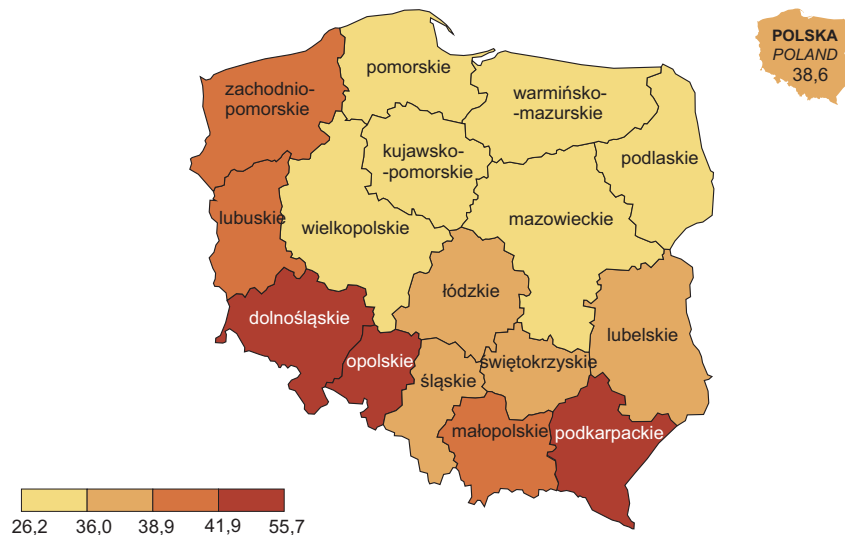 POLSKA
POLAND
38,6
pomorskie
zachodnio-
pomorskie
warmińsko-
-mazurskie
kujawsko-
-pomorskie
podlaskie
lubuskie
wielkopolskie
mazowieckie
łódzkie
dolnośląskie
lubelskie
opolskie
śląskie
świętokrzyskie
małopolskie
podkarpackie
26,2 36,0 38,9 41,9 55,7